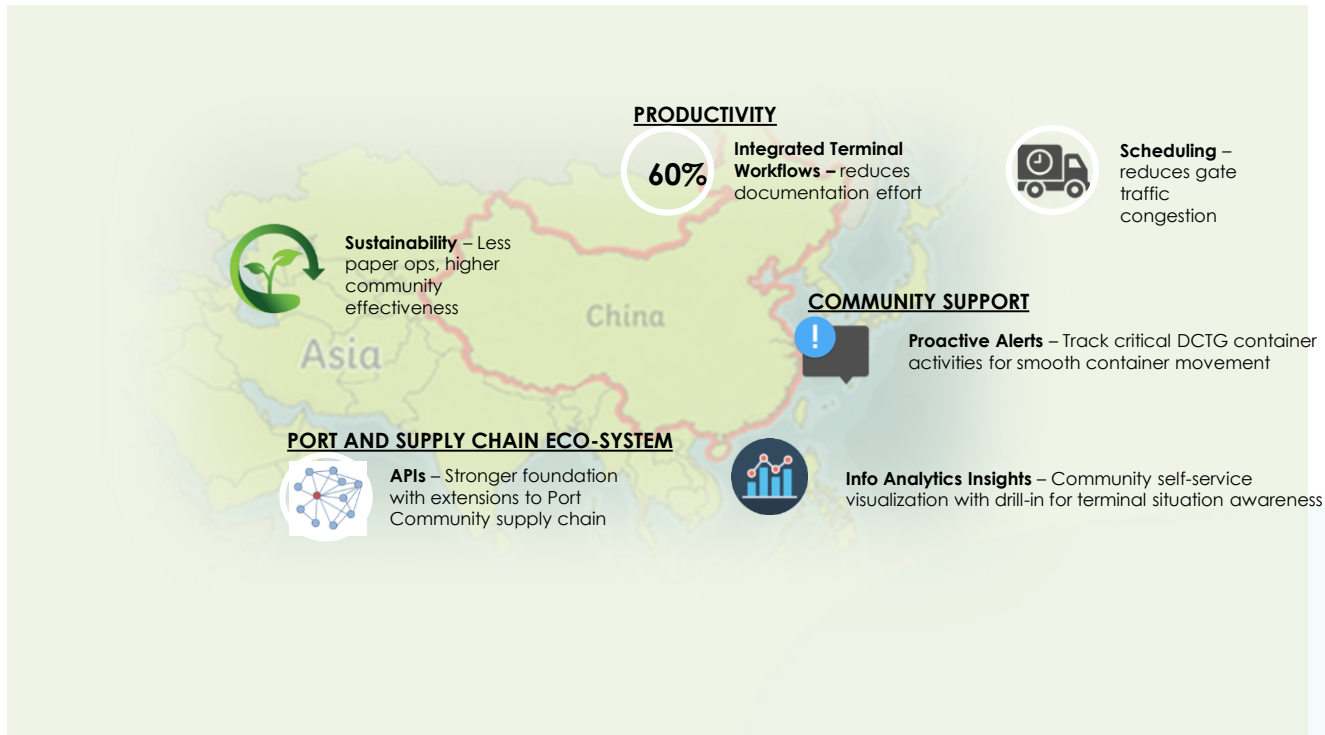 PRODUCTIVITY
60%
Integrated Terminal
Workflows – reduces
documentation effort
Scheduling –
reduces gate
traffic
congestion
Sustainability – Less
paper ops, higher
community
effectiveness
China
Asia
COMMUNITY SUPPORT
!
Proactive Alerts – Track critical DCTG container
activities for smooth container movement
PORT AND SUPPLY CHAIN ECO-SYSTEM
APIs – Stronger foundation
with extensions to Port
Community supply chain
Info Analytics Insights – Community self-service
visualization with drill-in for terminal situation awareness